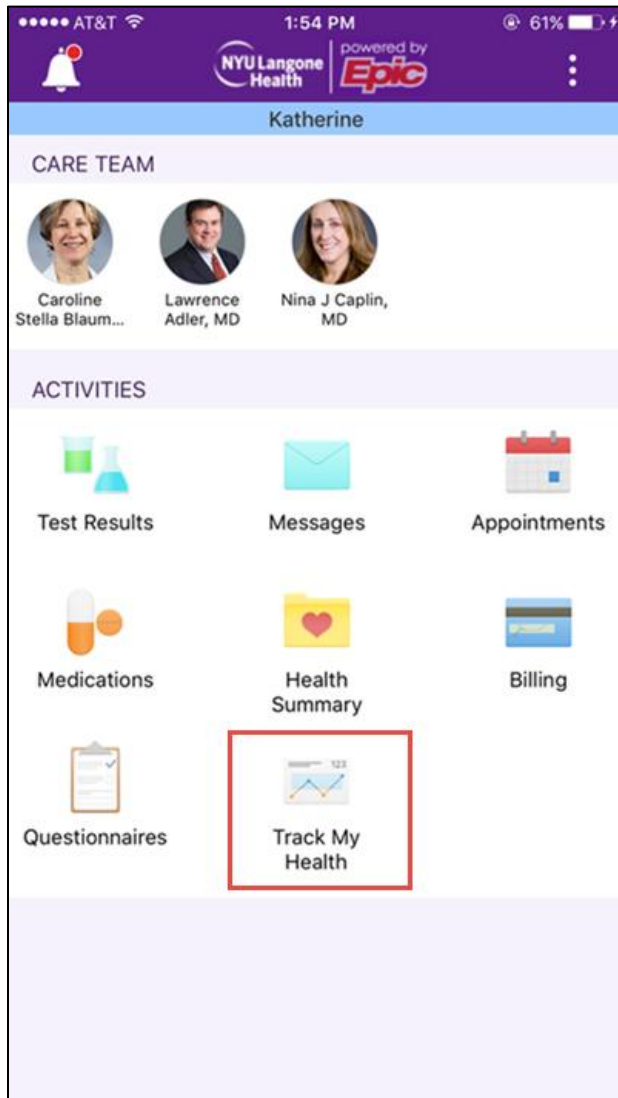 AT&T 1:54 PM 61%
NYU Langone Health powered by Epic
Katherine
CARE TEAM
Caroline Stella Blaum...
Lawrence Adler, MD
Nina J Caplin, MD
ACTIVITIES
Test Results
Messages
Appointments
Medications
Health Summary
Billing
Questionnaires
123
Track My Health